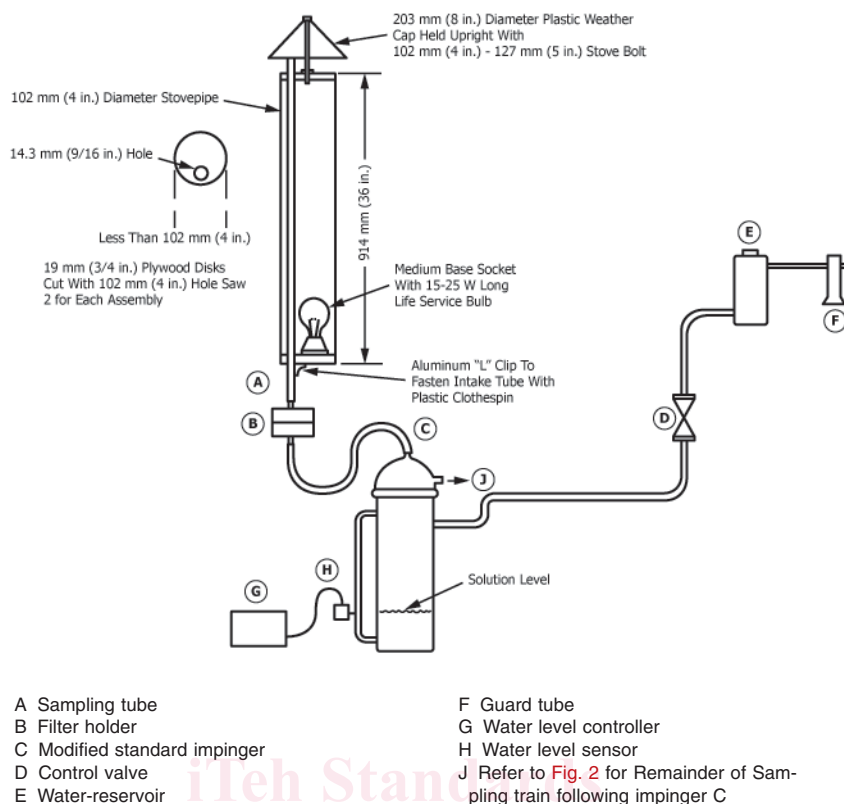 203 mm (8 in.) Diameter Plastic Weather
Cap Held Upright With
102 mm (4 in.) - 127 mm (5 in.) Stove Bolt
102 mm (4 in.) Diameter Stovepipe
14.3 mm (9/16 in.) Hole
914 mm (36 in.)
Less Than 102 mm (4 in.)
19 mm (3/4 in.) Plywood Disks
Cut With 102 mm (4 in.) Hole Saw
2 for Each Assembly
E
Medium Base Socket
With 15-25 W Long
Life Service Bulb
F
Aluminum "L" Clip To
Fasten Intake Tube With
Plastic Clothespin
A
B
C
D
J
H
Solution Level
G
A Sampling tube
B Filter holder
C Modified standard impinger
D Control valve
E Water-reservoir
F Guard tube
G Water level controller
H Water level sensor
J Refer to Fig. 2 for Remainder of Sam-
pling train following impinger C
iTeh Standards